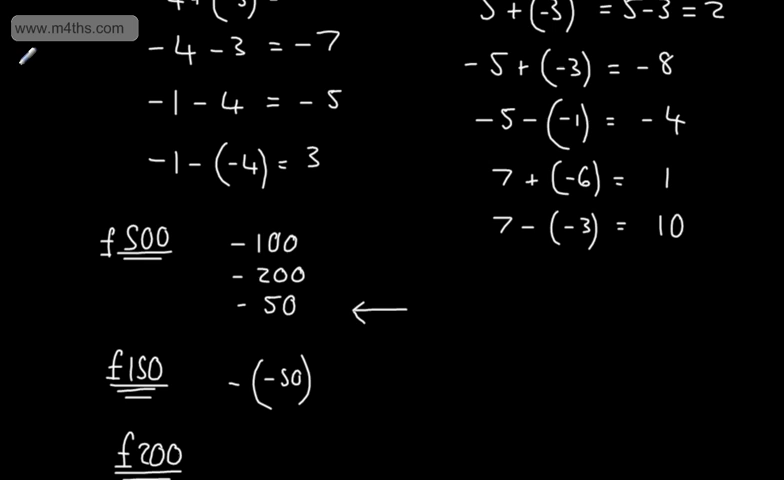 www.m4ths.com
- 4 - 3 = - 7
- 1 - 4 = - 5
- 1 - (-4) = 3
£500 - 100
- 200
- 50 ←
£150 - (-50)
£200
5 + (-3) = 5 - 3 = 2
- 5 + (-3) = - 8
- 5 - (-1) = - 4
7 + (-6) = 1
7 - (-3) = 10